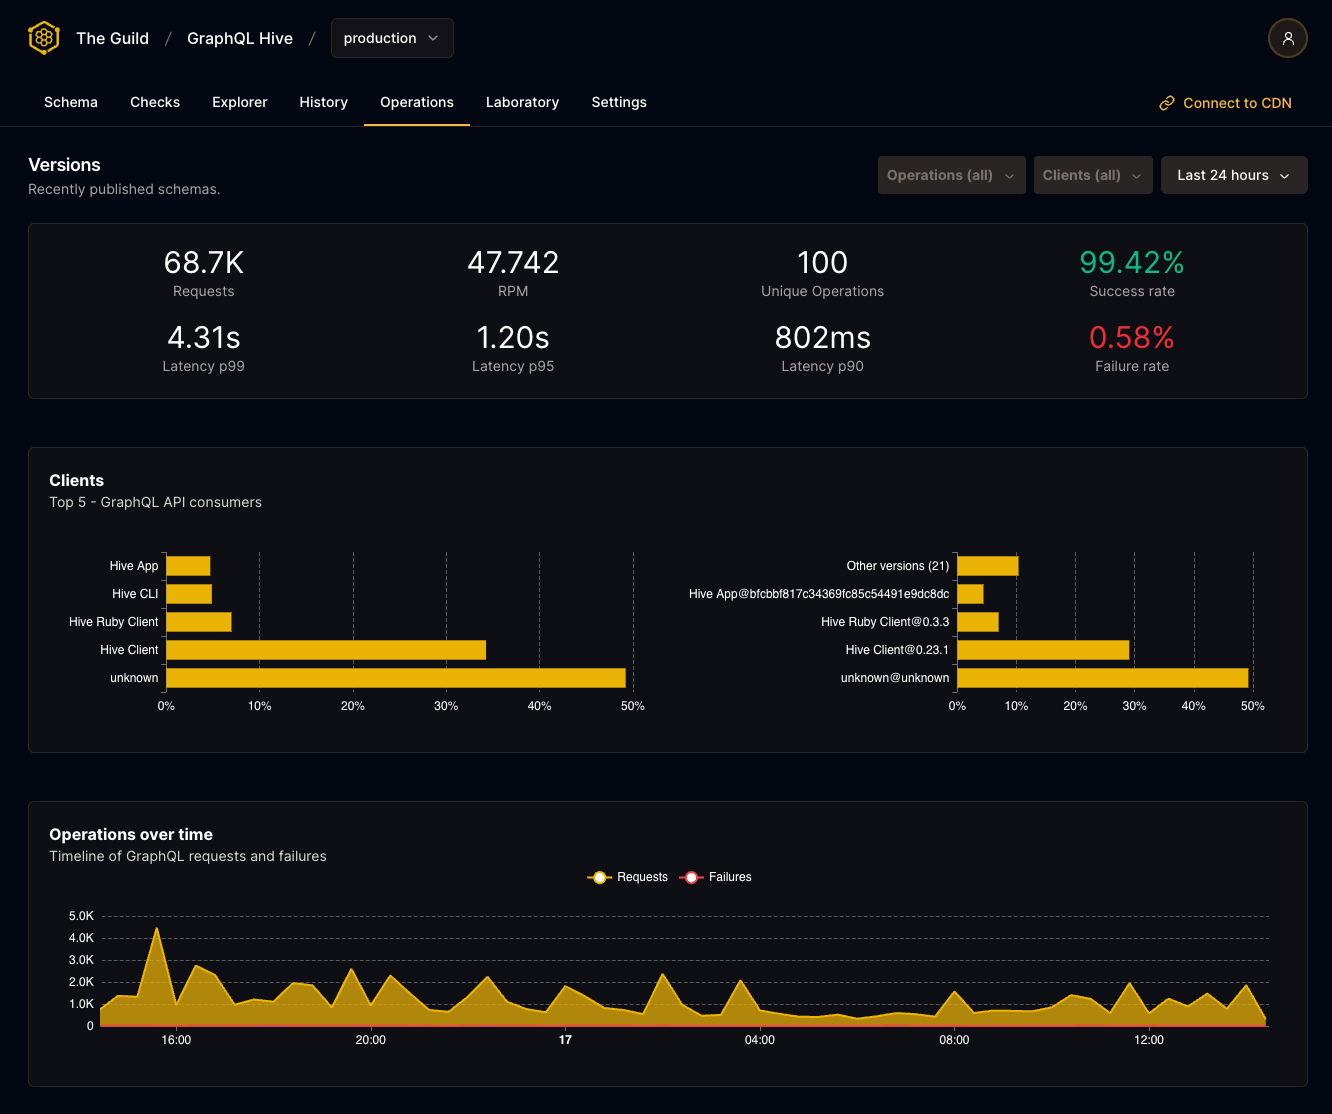 The Guild / GraphQL Hive / production
Schema Checks Explorer History Operations Laboratory Settings Connect to CDN
Versions
Recently published schemas.
Operations (all) Clients (all) Last 24 hours
68.7K 47.742 100 99.42%
Requests RPM Unique Operations Success rate
4.31s 1.20s 802ms 0.58%
Latency p99 Latency p95 Latency p90 Failure rate
Clients
Top 5 - GraphQL API consumers
Hive App
Hive CLI
Hive Ruby Client
Hive Client
unknown
0% 10% 20% 30% 40% 50%
Other versions (21)
Hive App@bfcbbf817c34369fc85c54491e9dc8dc
Hive Ruby Client@0.3.3
Hive Client@0.23.1
unknown@unknown
0% 10% 20% 30% 40% 50%
Operations over time
Timeline of GraphQL requests and failures
Requests Failures
5.0K
4.0K
3.0K
2.0K
1.0K
0
16:00 20:00 17 04:00 08:00 12:00